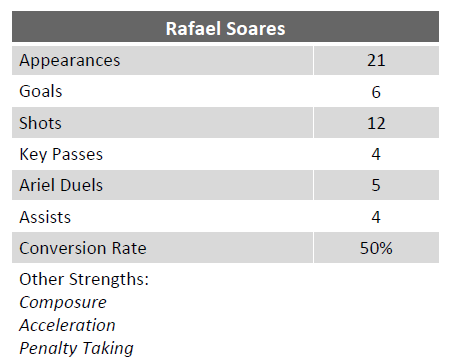 Rafael Soares
Appearances 21
Goals 6
Shots 12
Key Passes 4
Ariel Duels 5
Assists 4
Conversion Rate 50%
Other Strengths:
Composure
Acceleration
Penalty Taking